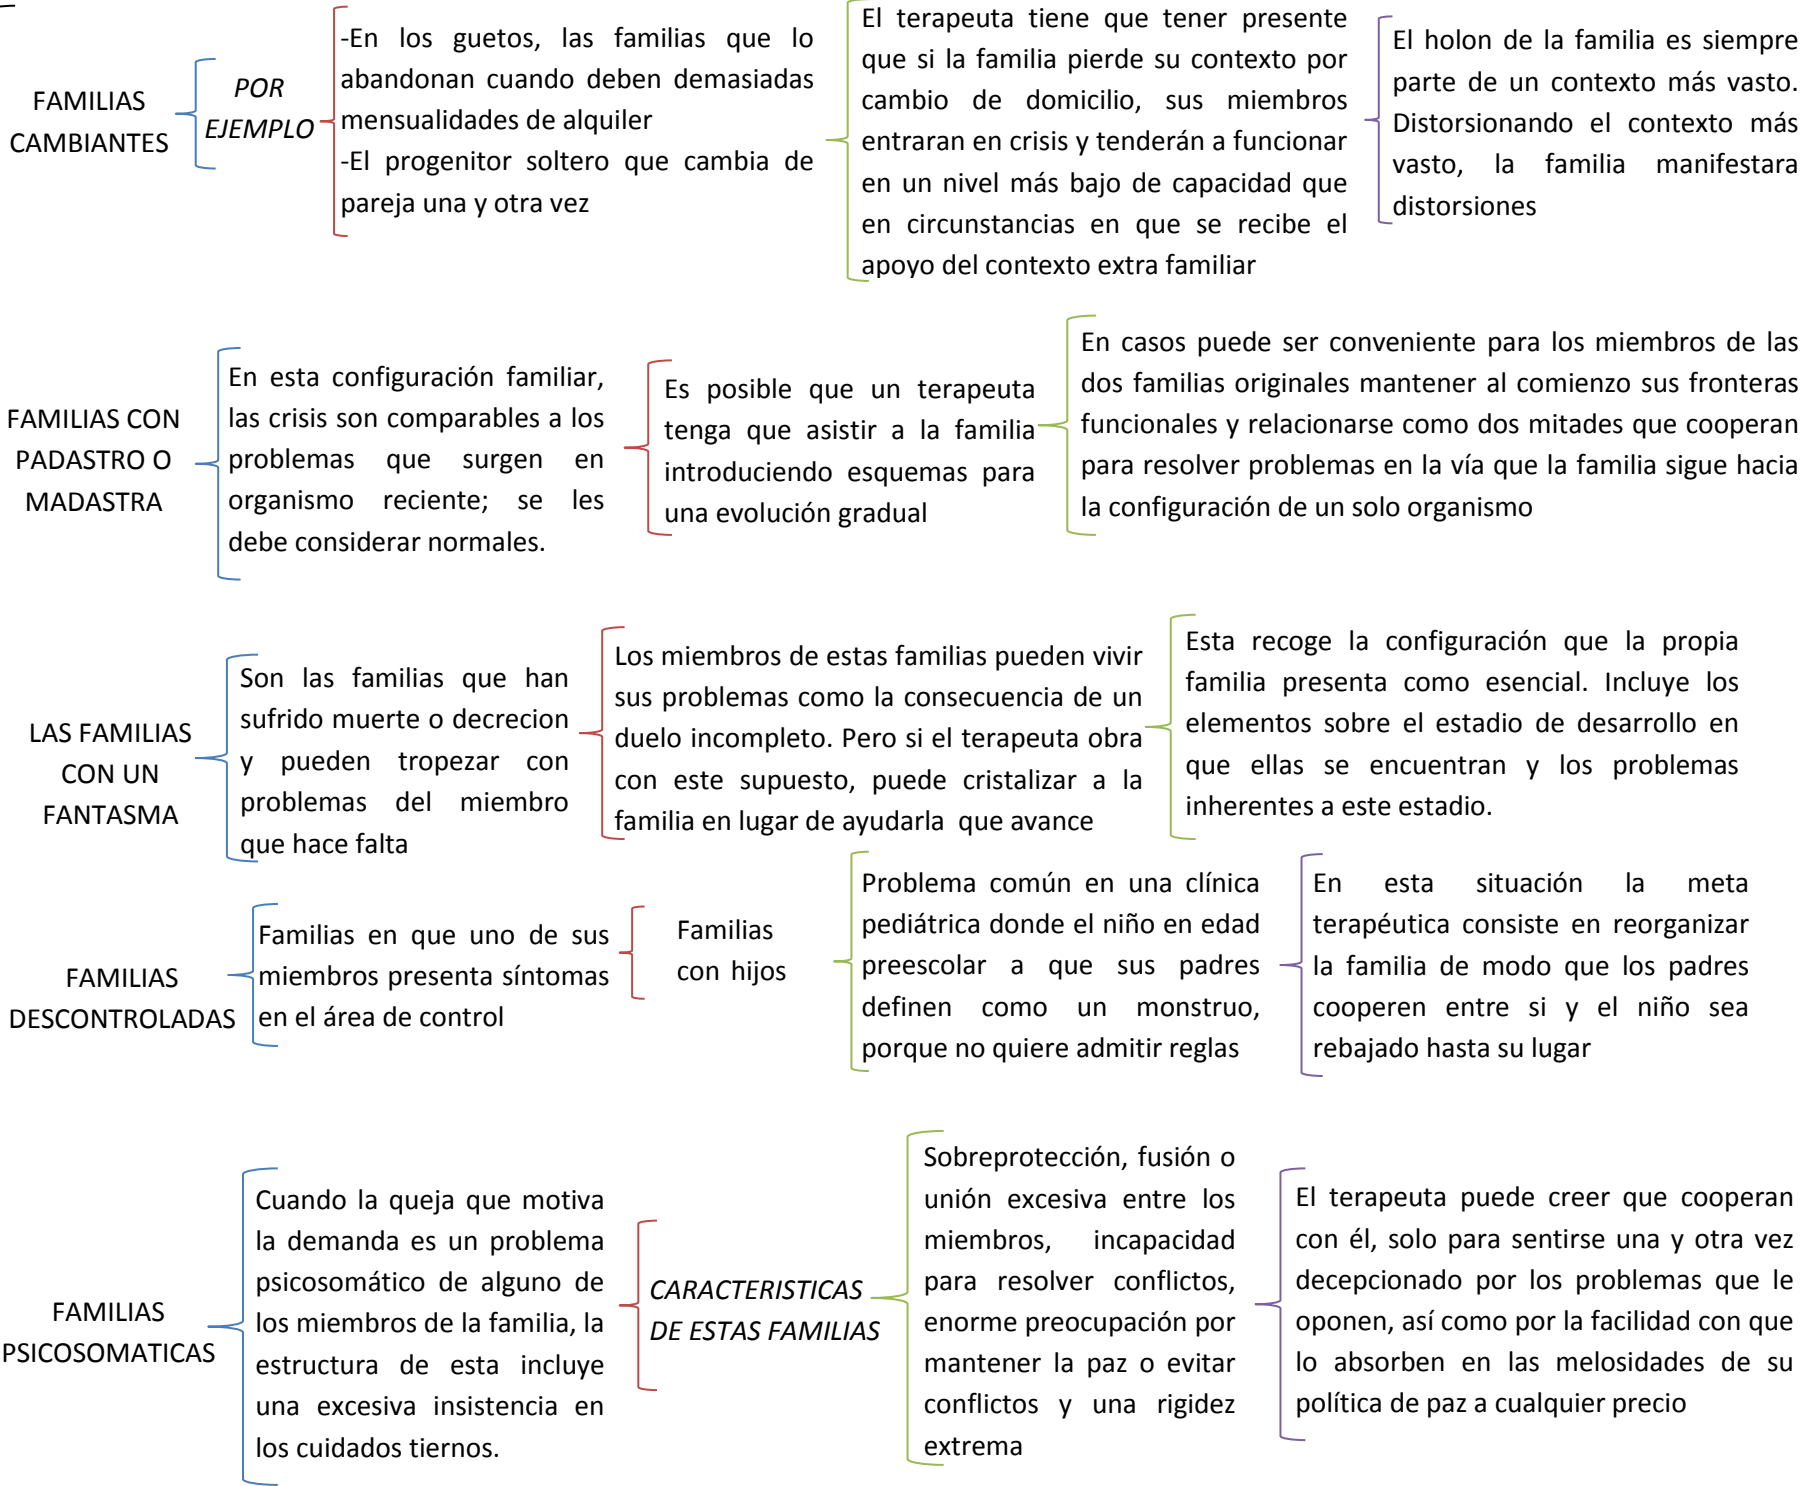 FAMILIAS
CAMBIANTES
POR
EJEMPLO
-En los guetos, las familias que lo
abandonan cuando deben demasiadas
mensualidades de alquiler
-El progenitor soltero que cambia de
pareja una y otra vez
El terapeuta tiene que tener presente
que si la familia pierde su contexto por
cambio de domicilio, sus miembros
entraran en crisis y tenderán a funcionar
en un nivel más bajo de capacidad que
en circunstancias en que se recibe el
apoyo del contexto extra familiar
El holon de la familia es siempre
parte de un contexto más vasto.
Distorsionando el contexto más
vasto, la familia manifestara
distorsiones
FAMILIAS CON
PADASTRO O
MADASTRA
En esta configuración familiar,
las crisis son comparables a los
problemas que surgen en
organismo reciente; se les
debe considerar normales.
Es posible que un terapeuta
tenga que asistir a la familia
introduciendo esquemas para
una evolución gradual
En casos puede ser conveniente para los miembros de las
dos familias originales mantener al comienzo sus fronteras
funcionales y relacionarse como dos mitades que cooperan
para resolver problemas en la vía que la familia sigue hacia
la configuración de un solo organismo
LAS FAMILIAS
CON UN
FANTASMA
Son las familias que han
sufrido muerte o decrecion
y pueden tropezar con
problemas del miembro
que hace falta
Los miembros de estas familias pueden vivir
sus problemas como la consecuencia de un
duelo incompleto. Pero si el terapeuta obra
con este supuesto, puede cristalizar a la
familia en lugar de ayudarla que avance
Esta recoge la configuración que la propia
familia presenta como esencial. Incluye los
elementos sobre el estadio de desarrollo en
que ellas se encuentran y los problemas
inherentes a este estadio.
FAMILIAS
DESCONTROLADAS
Familias en que uno de sus
miembros presenta síntomas
en el área de control
Familias
con hijos
Problema común en una clínica
pediátrica donde el niño en edad
preescolar a que sus padres
definen como un monstruo,
porque no quiere admitir reglas
En esta situación la meta
terapéutica consiste en reorganizar
la familia de modo que los padres
cooperen entre si y el niño sea
rebajado hasta su lugar
FAMILIAS
PSICOSOMATICAS
Cuando la queja que motiva
la demanda es un problema
psicosomático de alguno de
los miembros de la familia, la
estructura de esta incluye
una excesiva insistencia en
los cuidados tiernos.
CARACTERISTICAS
DE ESTAS FAMILIAS
Sobreprotección, fusión o
unión excesiva entre los
miembros, incapacidad
para resolver conflictos,
enorme preocupación por
mantener la paz o evitar
conflictos y una rigidez
extrema
El terapeuta puede creer que cooperan
con él, solo para sentirse una y otra vez
decepcionado por los problemas que le
oponen, así como por la facilidad con que
lo absorben en las melosidades de su
política de paz a cualquier precio